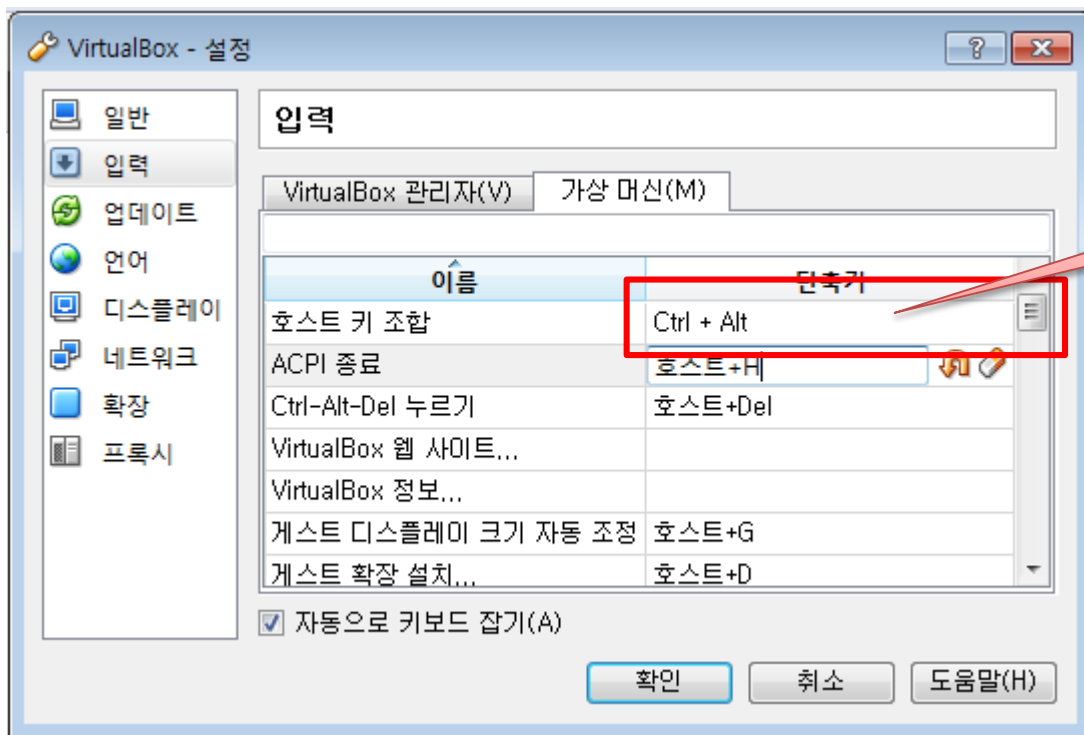 VirtualBox - 설정
일반
입력
업데이트
언어
디스플레이
네트워크
확장
프록시
입력
VirtualBox 관리자(V) 가상 머신(M)
이름 단축키
호스트 키 조합 Ctrl + Alt
ACPI 종료 호스트+H
Ctrl-Alt-Del 누르기 호스트+Del
VirtualBox 웹 사이트...
VirtualBox 정보...
게스트 디스플레이 크기 자동 조정 호스트+G
게스트 확장 설치... 호스트+D
자동으로 키보드 잡기(A)
확인 취소 도움말(H)